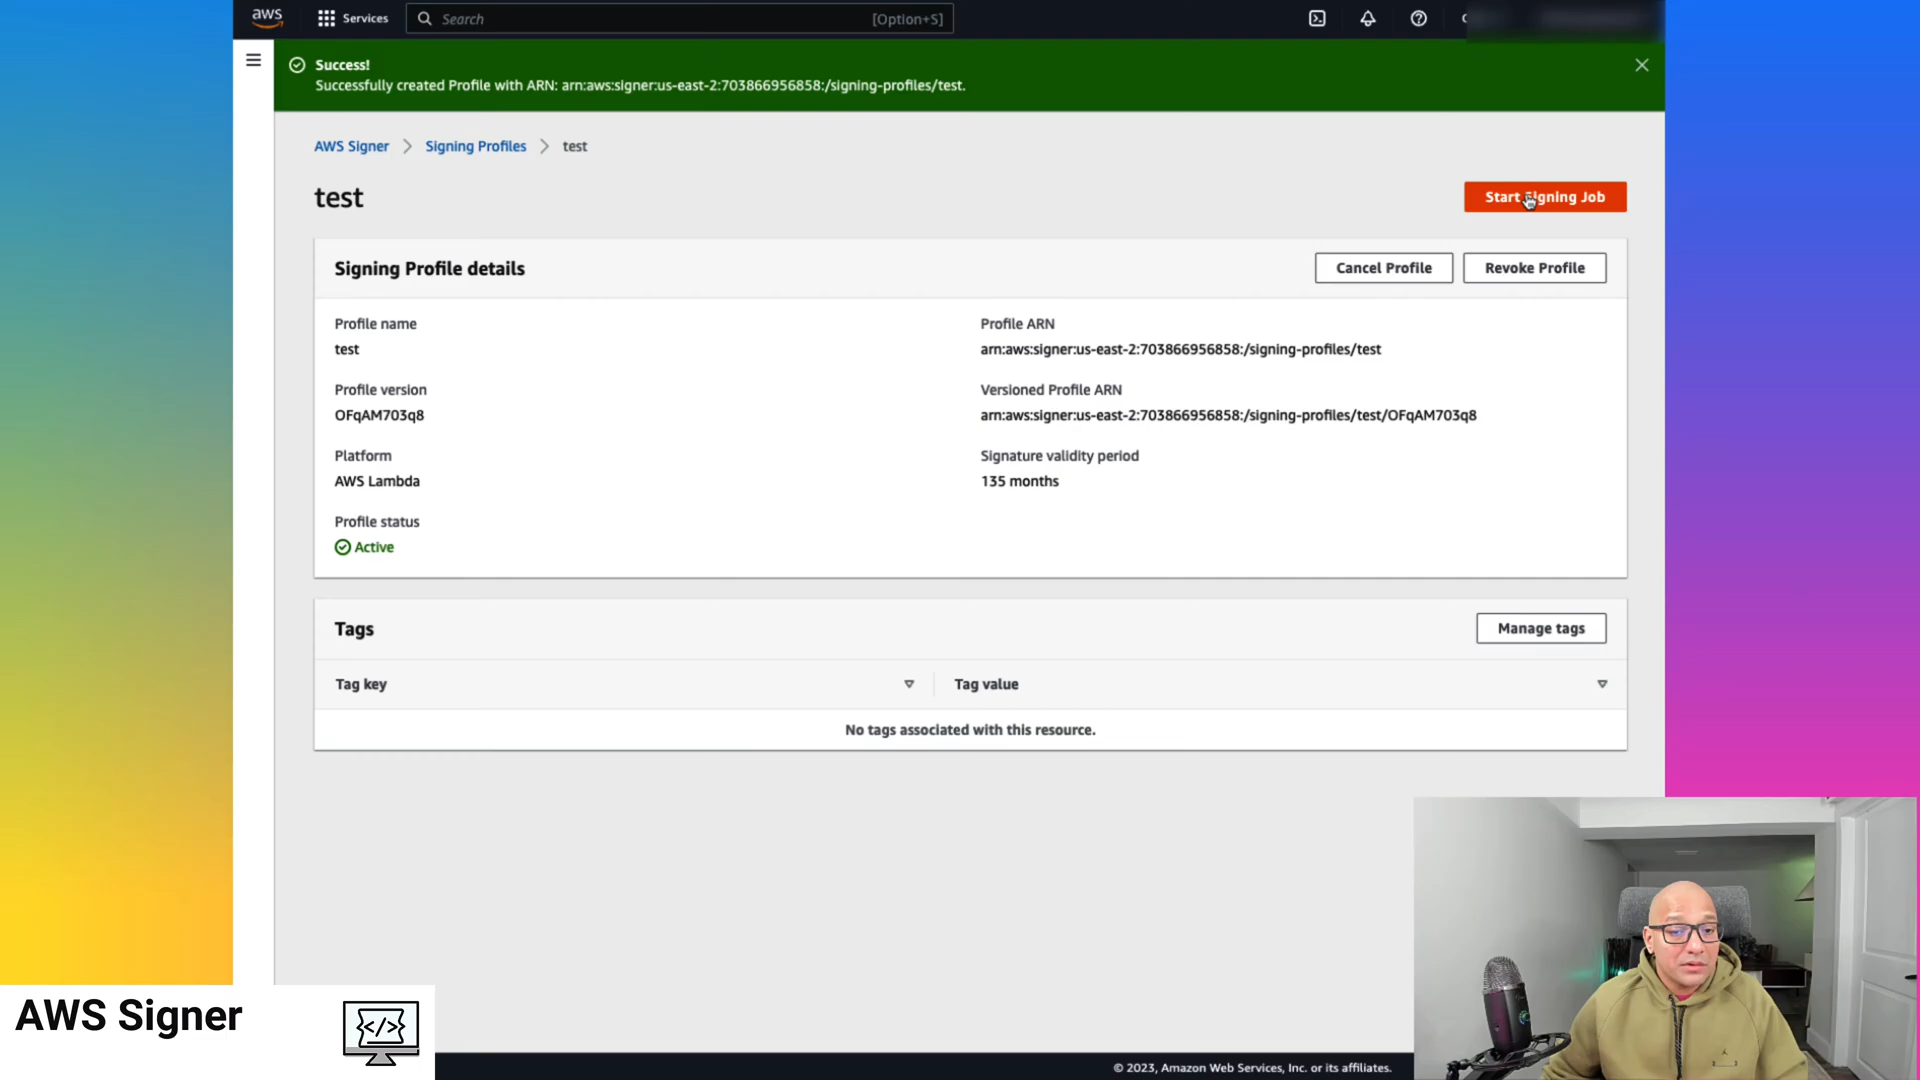 aws
Services
Search
[Option+S]
Success!
Successfully created Profile with ARN: arn:aws:signer:us-east-2:703866956858:/signing-profiles/test.
AWS Signer
Signing Profiles
test
test
Start Signing Job
Signing Profile details
Cancel Profile
Revoke Profile
Profile name
test
Profile ARN
arn:aws:signer:us-east-2:703866956858:/signing-profiles/test
Profile version
OFqAM703q8
Versioned Profile ARN
arn:aws:signer:us-east-2:703866956858:/signing-profiles/test/OFqAM703q8
Platform
AWS Lambda
Signature validity period
135 months
Profile status
Active
Tags
Manage tags
Tag key
Tag value
No tags associated with this resource.
AWS Signer
</>
© 2023, Amazon Web Services, Inc. or its affiliates.